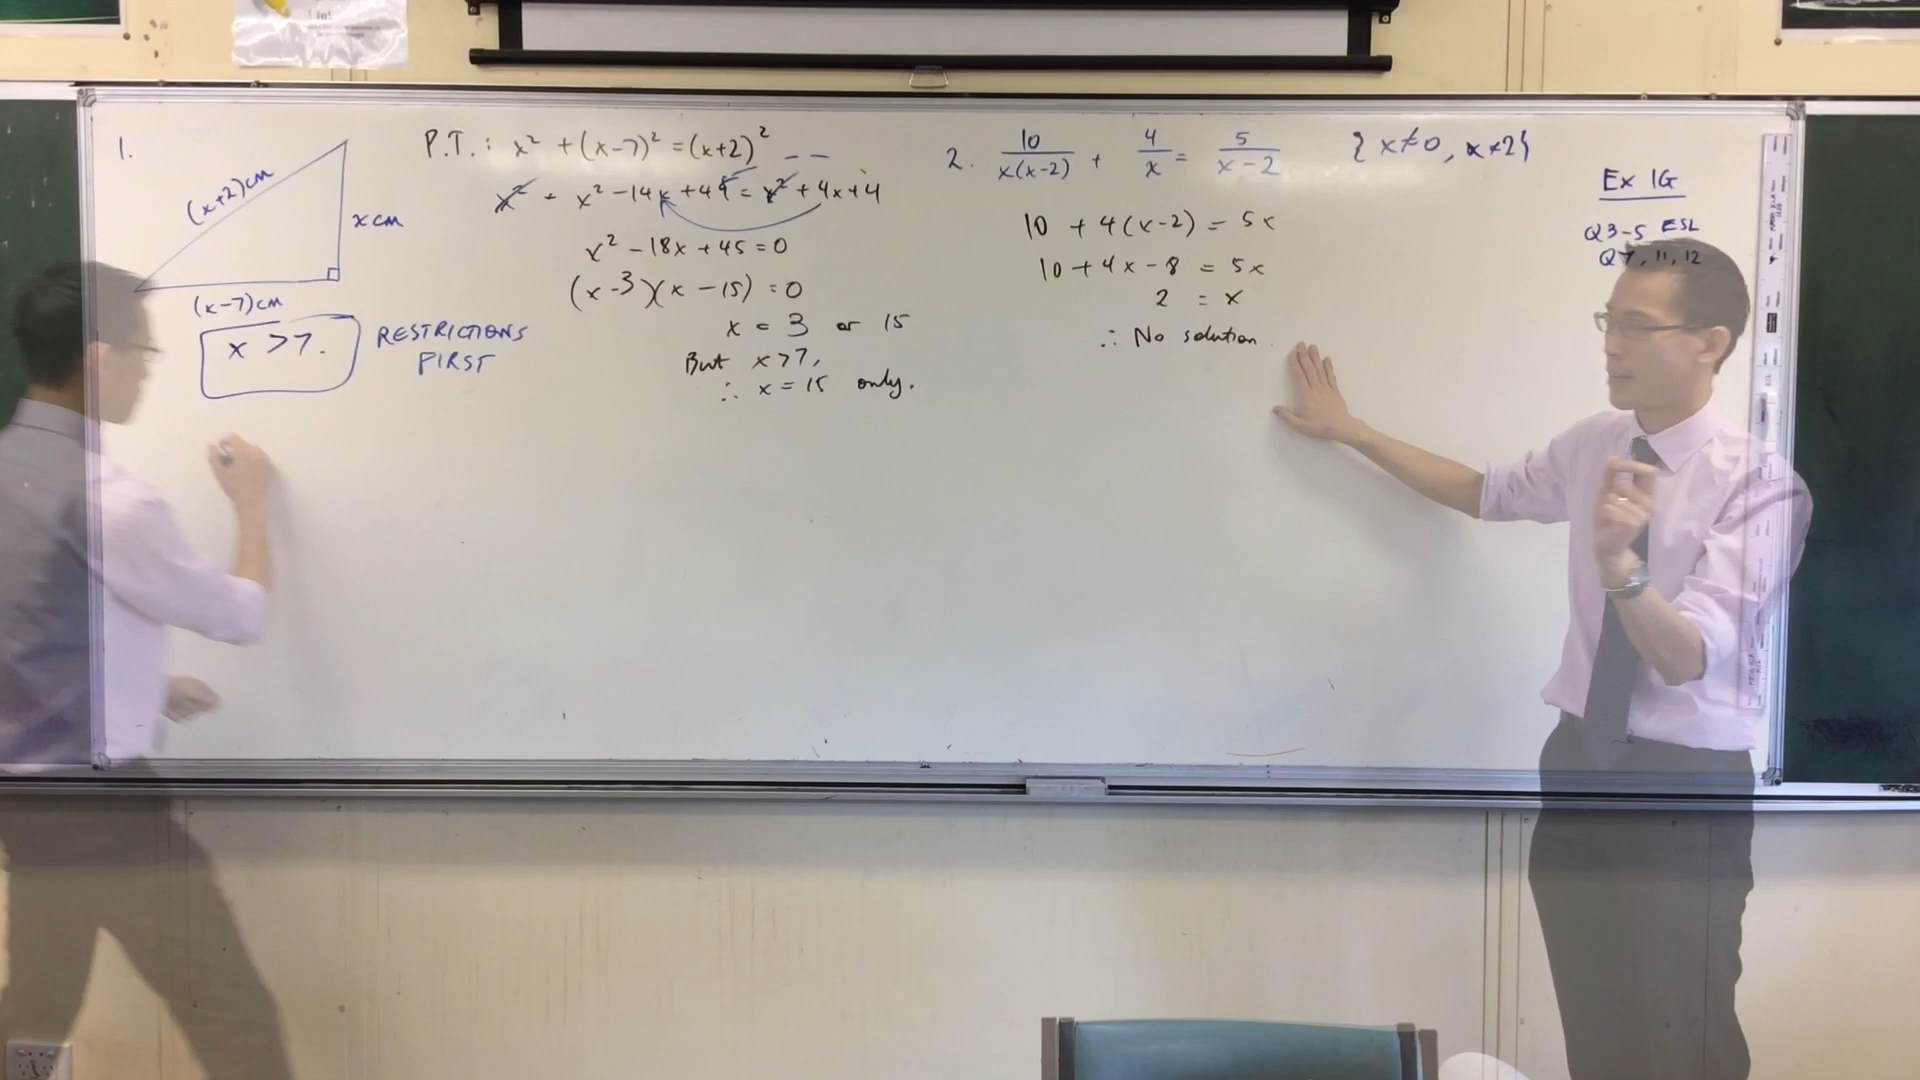 1.
(x+2)cm
x cm
(x-7)cm
x >7.
RESTRICTIONS
FIRST
P.T. : x² + (x-7)² = (x+2)²
x² + x² -14x +49 = x² + 4x+4
x² - 18x + 45 = 0
(x-3)(x-15) = 0
x = 3 or 15
But x>7,
∴ x = 15 only.
2. 10/x(x-2) + 4/x = 5/x-2 {x≠0, x≠2}
10 + 4(x-2) = 5x
10 + 4x - 8 = 5x
2 = x
∴ No solution.
Ex 1G
Q3-5 ESL
Q7, 11, 12